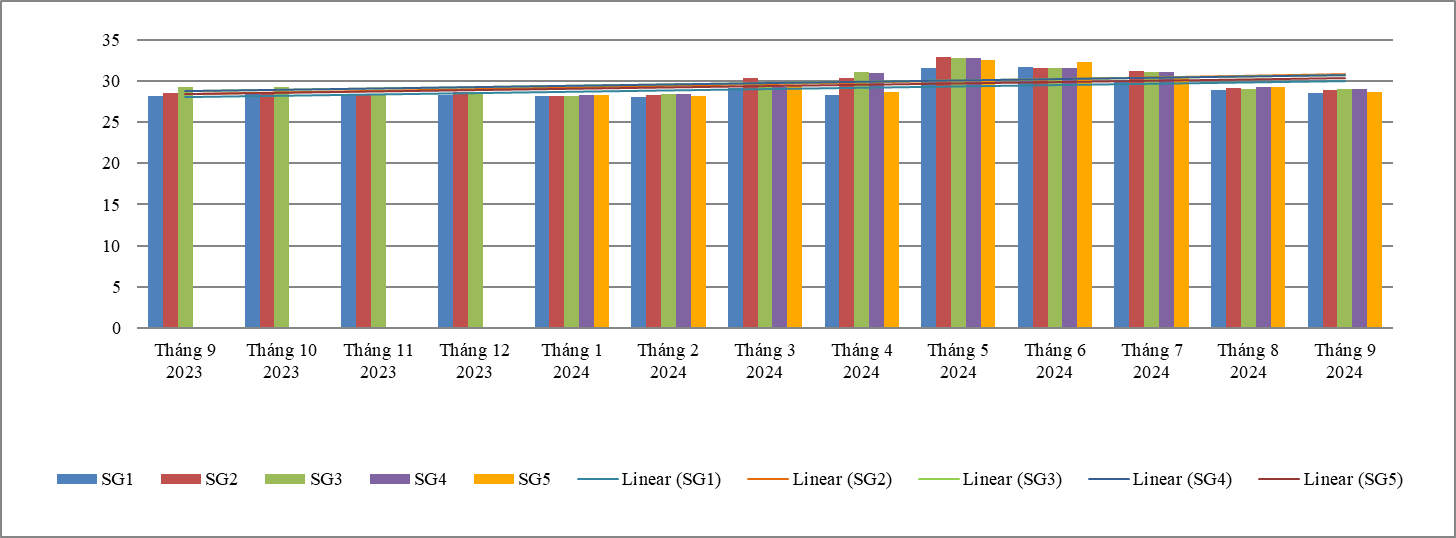 35
30
25
20
15
10
5
0
Tháng 9 2023
Tháng 10 2023
Tháng 11 2023
Tháng 12 2023
Tháng 1 2024
Tháng 2 2024
Tháng 3 2024
Tháng 4 2024
Tháng 5 2024
Tháng 6 2024
Tháng 7 2024
Tháng 8 2024
Tháng 9 2024
SG1 SG2 SG3 SG4 SG5 Linear (SG1) Linear (SG2) Linear (SG3) Linear (SG4) Linear (SG5)